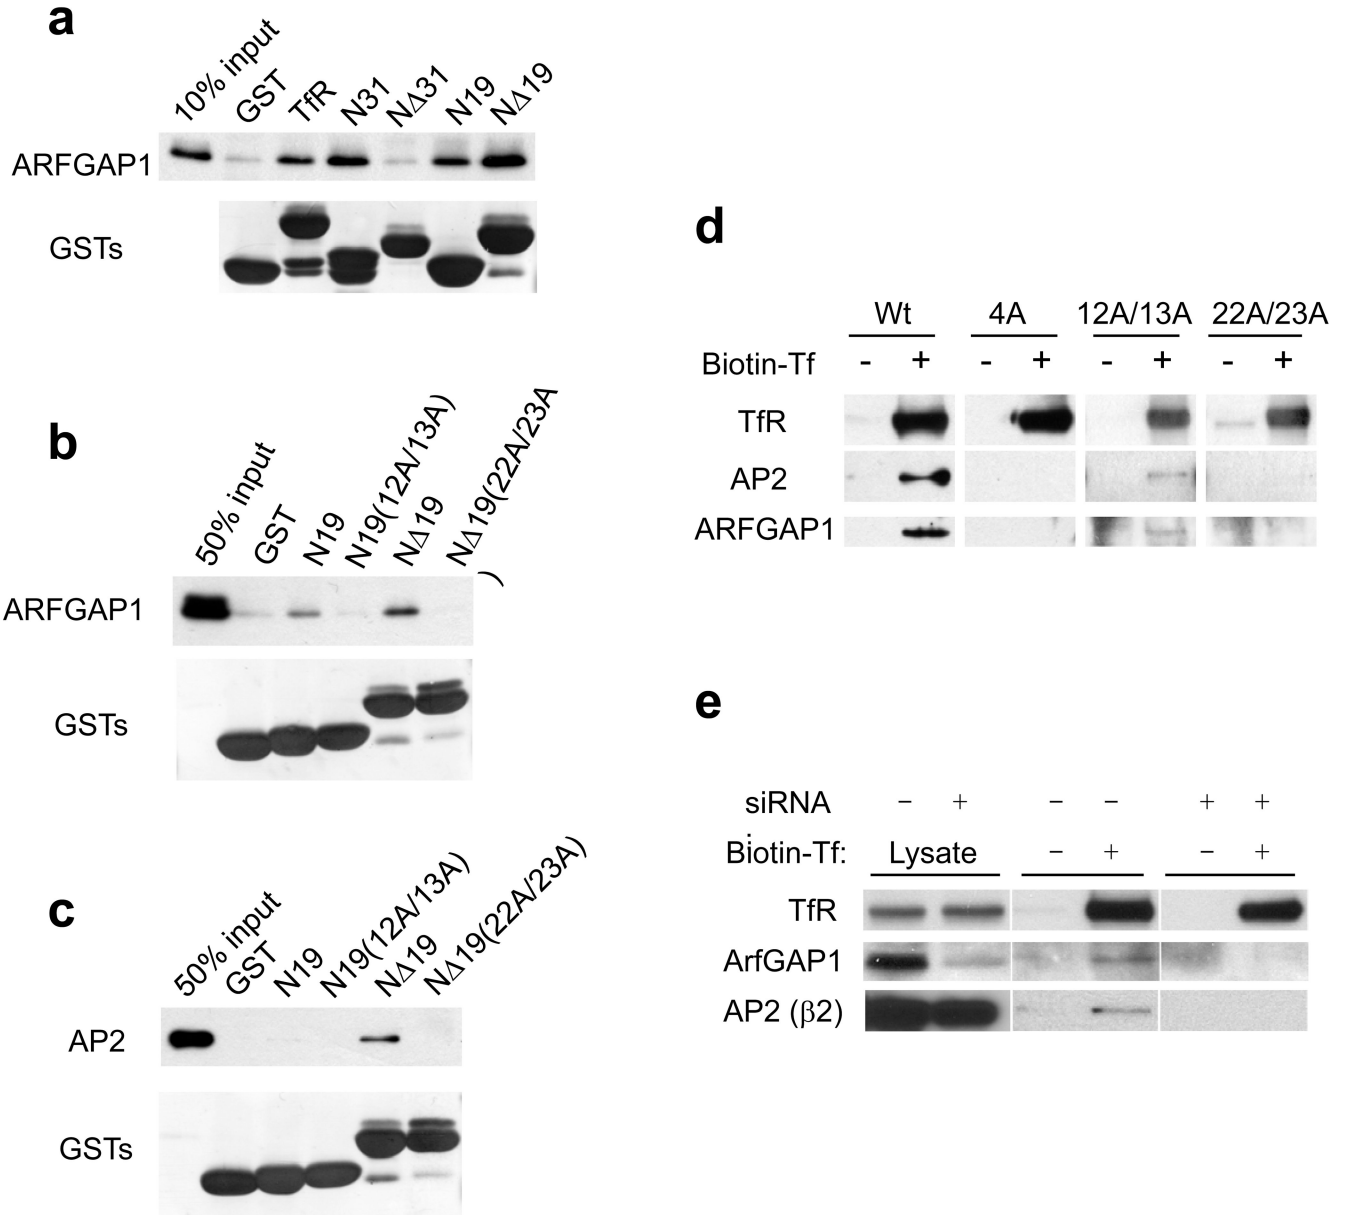 a
10% input GST TfR N31 NΔ31 N19 NΔ19
ARFGAP1
GSTs
b
50% input GST N19 N19(12A/13A) NΔ19 NΔ19(22A/23A)
ARFGAP1
GSTs
c
50% input GST N19 N19(12A/13A) NΔ19 NΔ19(22A/23A)
AP2
GSTs
d
Wt 4A 12A/13A 22A/23A
Biotin-Tf - + - + - + - +
TfR
AP2
ARFGAP1
e
siRNA − + − − + +
Biotin-Tf: Lysate − + − +
TfR
ArfGAP1
AP2 (β2)